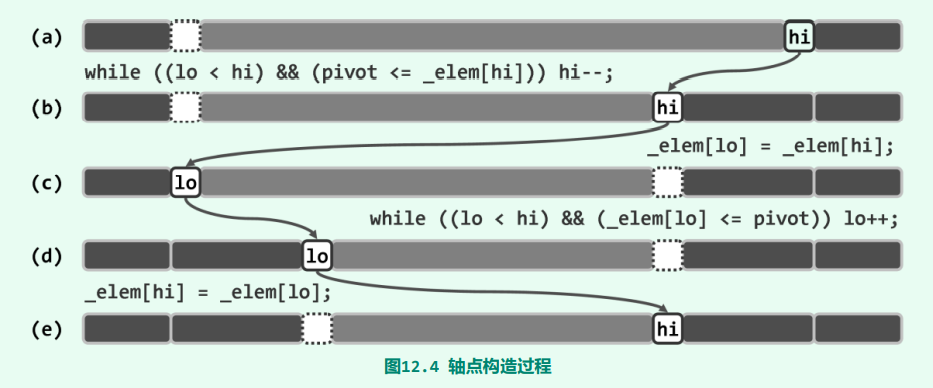 (a) hi
while ((lo < hi) && (pivot <= _elem[hi])) hi--;
(b) hi
_elem[lo] = _elem[hi];
(c) lo
while ((lo < hi) && (_elem[lo] <= pivot)) lo++;
(d) lo
_elem[hi] = _elem[lo];
(e) hi
图12.4 轴点构造过程